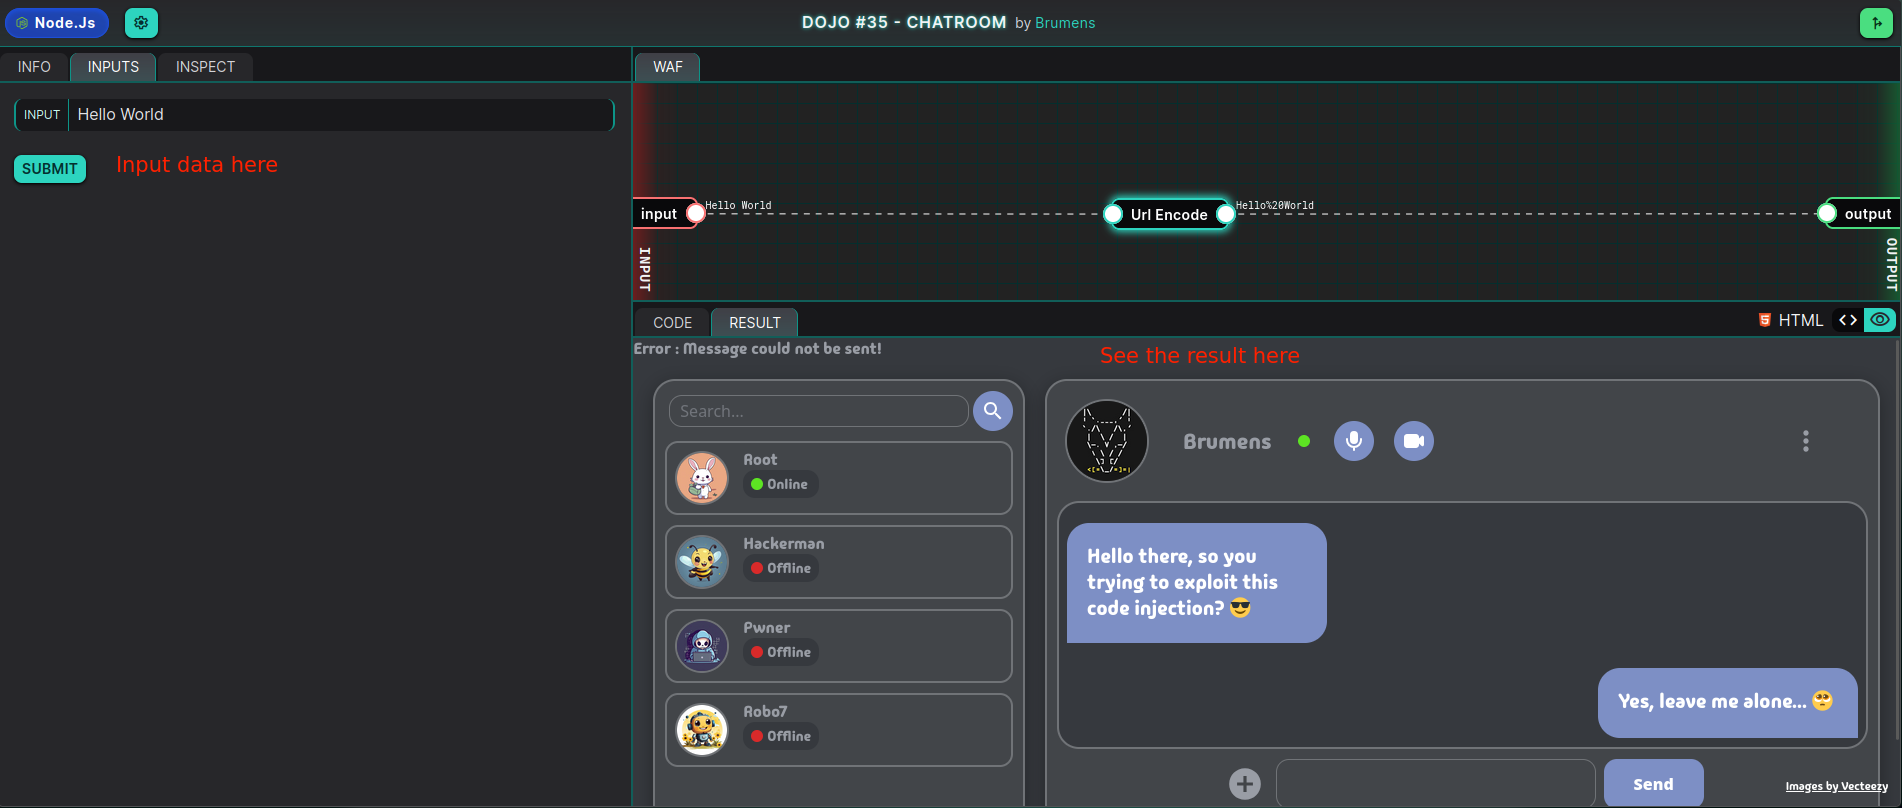 Node.Js
DOJO #35 - CHATROOM by Brumens
INFO
INPUTS
INSPECT
WAF
INPUT
Hello World
SUBMIT
Input data here
input
Hello World
Url Encode
Hello%20World
output
INPUT
OUTPUT
CODE
RESULT
HTML
Error : Message could not be sent!
See the result here
Search...
Root
Online
Hackerman
Offline
Pwner
Offline
Robo7
Offline
Brumens
Hello there, so you
trying to exploit this
code injection? 😎
Yes, leave me alone... 🙄
Send
Images by Vecteezy